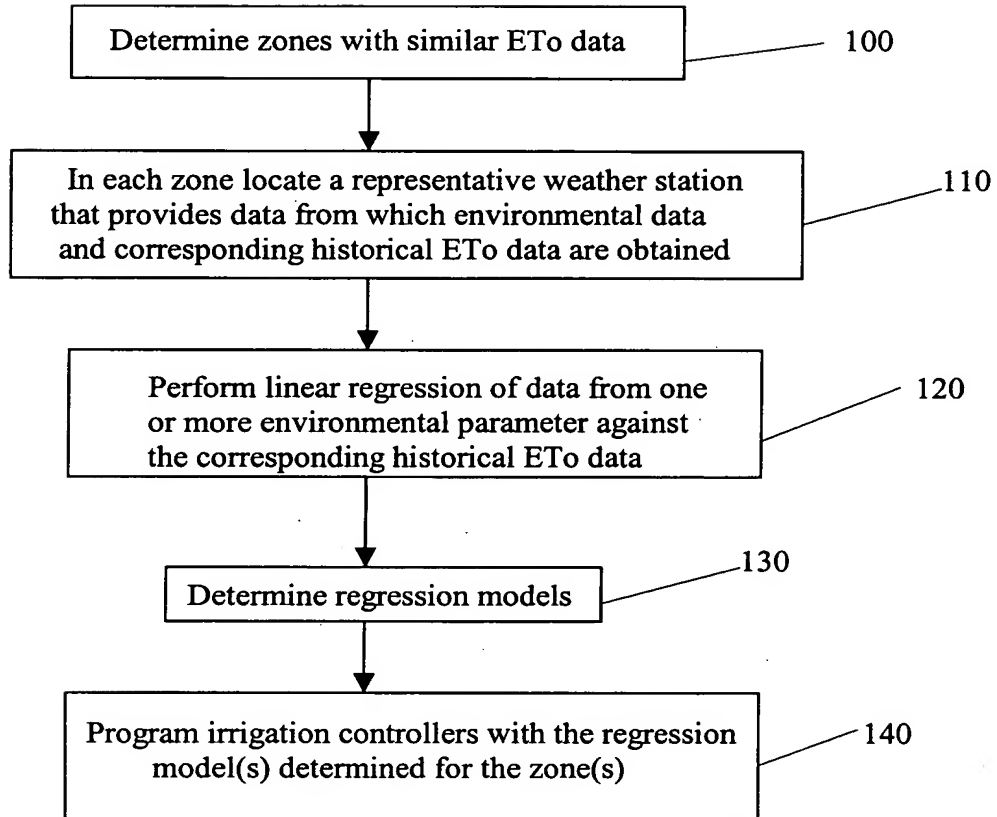 Determine zones with similar ETo data
100
In each zone locate a representative weather station
that provides data from which environmental data
and corresponding historical ETo data are obtained
110
Perform linear regression of data from one
or more environmental parameter against
the corresponding historical ETo data
120
Determine regression models
130
Program irrigation controllers with the regression
model(s) determined for the zone(s)
140